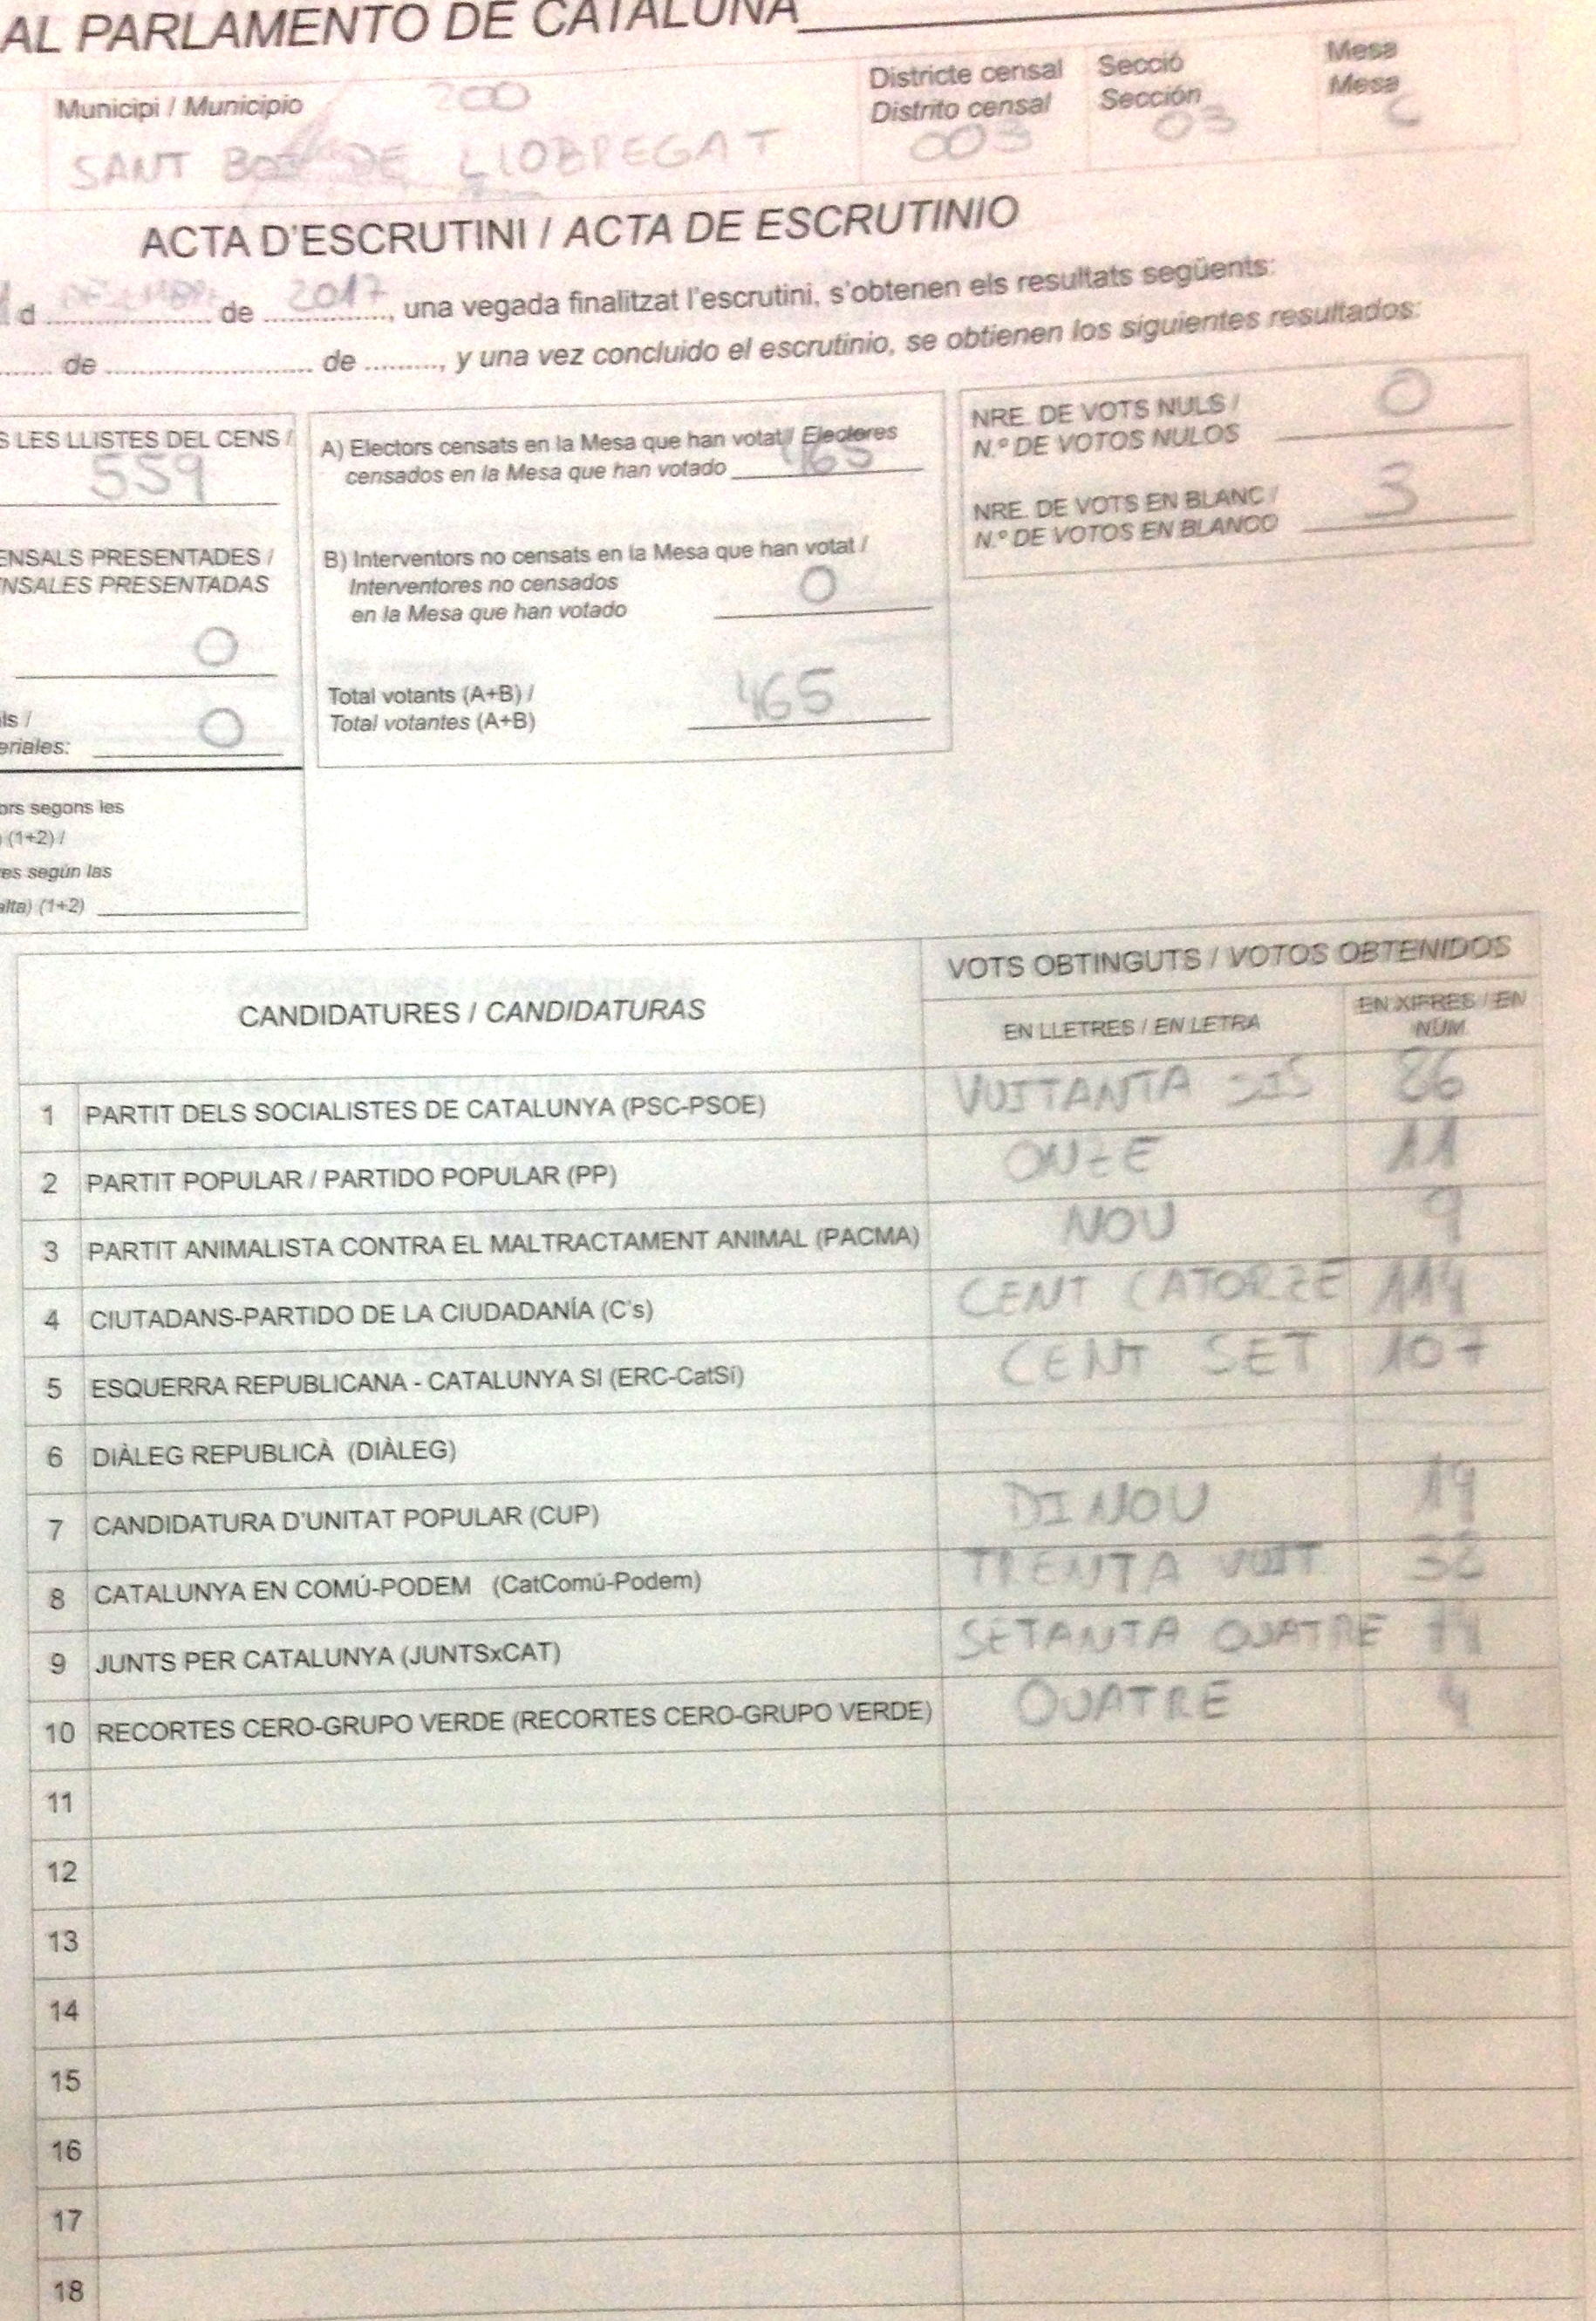 AL PARLAMENTO DE CATALUÑA
Municipi / Municipio
200
SANT BOI DE LLOBREGAT
Districte censal
Distrito censal
003
Secció
Sección
03
Mesa
Mesa
C
ACTA D'ESCRUTINI / ACTA DE ESCRUTINIO
d ........ de 2017, una vegada finalitzat l'escrutini, s'obtenen els resultats següents:
........ de ........................ de ........, y una vez concluido el escrutinio, se obtienen los siguientes resultados:
S LES LLISTES DEL CENS /
559
ENSALS PRESENTADES /
NSALES PRESENTADAS
0
ls /
eriales: 0
ors segons les
(1+2) /
es según las
alta) (1+2)
A) Electors censats en la Mesa que han votat / Electores
censados en la Mesa que han votado 465
B) Interventors no censats en la Mesa que han votat /
Interventores no censados
en la Mesa que han votado 0
Total votants (A+B) /
Total votantes (A+B) 465
NRE. DE VOTS NULS /
N.º DE VOTOS NULOS 0
NRE. DE VOTS EN BLANC /
N.º DE VOTOS EN BLANCO 3
CANDIDATURES / CANDIDATURAS
VOTS OBTINGUTS / VOTOS OBTENIDOS
EN LLETRES / EN LETRA
EN XIFRES / EN
NÚM
1 PARTIT DELS SOCIALISTES DE CATALUNYA (PSC-PSOE) VUITANTA SIS 86
2 PARTIT POPULAR / PARTIDO POPULAR (PP) ONZE 11
3 PARTIT ANIMALISTA CONTRA EL MALTRACTAMENT ANIMAL (PACMA) NOU 9
4 CIUTADANS-PARTIDO DE LA CIUDADANÍA (C's) CENT CATORZE 114
5 ESQUERRA REPUBLICANA - CATALUNYA SI (ERC-CatSí) CENT SET 107
6 DIÀLEG REPUBLICÀ (DIÀLEG)
7 CANDIDATURA D'UNITAT POPULAR (CUP) DINOU 19
8 CATALUNYA EN COMÚ-PODEM (CatComú-Podem) TRENTA VUIT 38
9 JUNTS PER CATALUNYA (JUNTSxCAT) SETANTA QUATRE 74
10 RECORTES CERO-GRUPO VERDE (RECORTES CERO-GRUPO VERDE) QUATRE 4
11
12
13
14
15
16
17
18